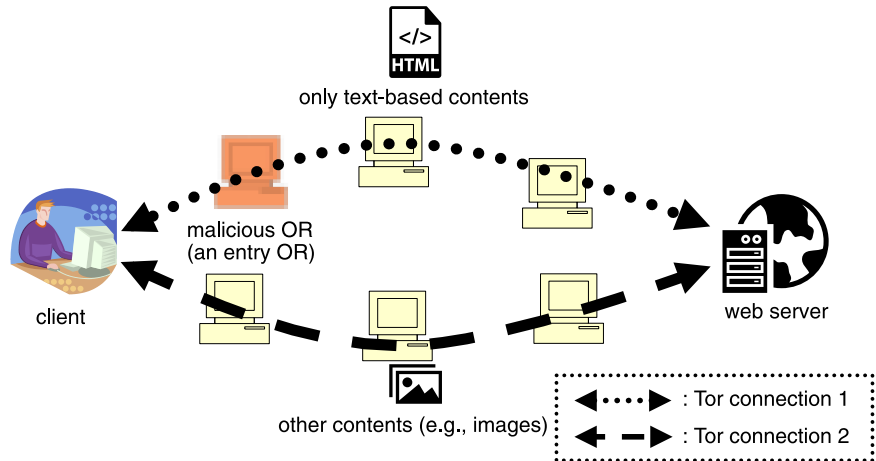 </>
HTML
only text-based contents
malicious OR
(an entry OR)
client
web server
other contents (e.g., images)
: Tor connection 1
: Tor connection 2